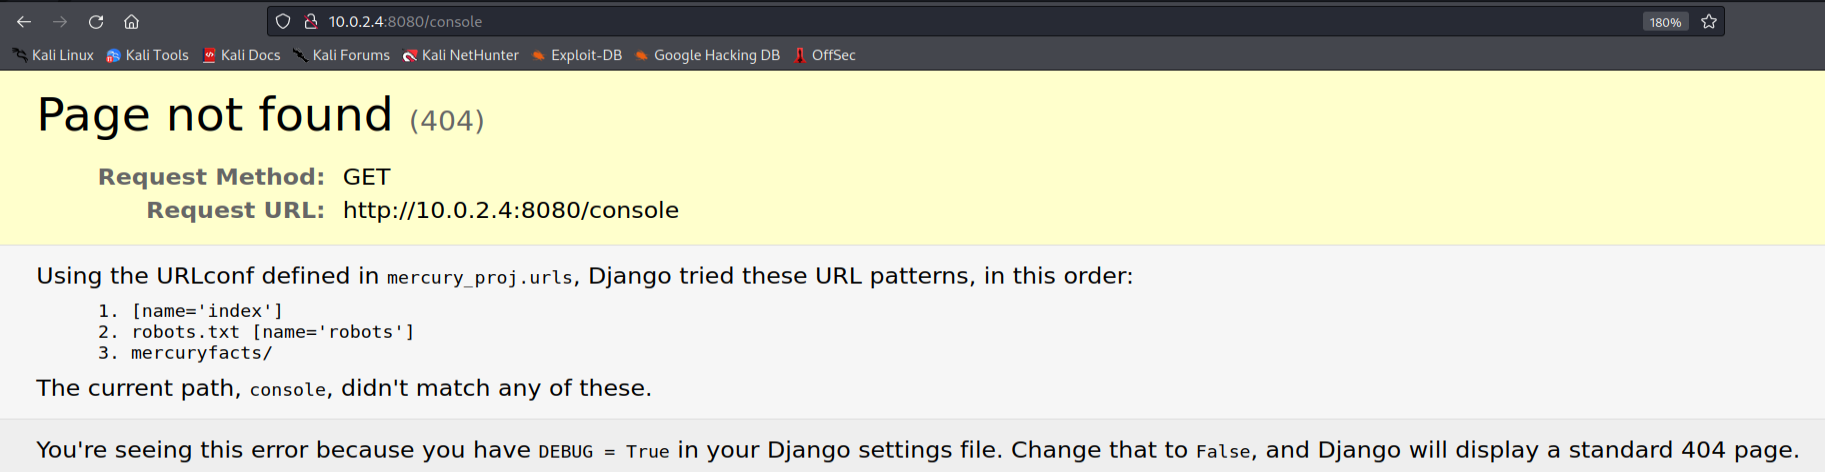 10.0.2.4:8080/console 180%
Kali Linux Kali Tools Kali Docs Kali Forums Kali NetHunter Exploit-DB Google Hacking DB OffSec
Page not found (404)
Request Method: GET
Request URL: http://10.0.2.4:8080/console
Using the URLconf defined in mercury_proj.urls, Django tried these URL patterns, in this order:
1. [name='index']
2. robots.txt [name='robots']
3. mercuryfacts/
The current path, console, didn't match any of these.
You're seeing this error because you have DEBUG = True in your Django settings file. Change that to False, and Django will display a standard 404 page.